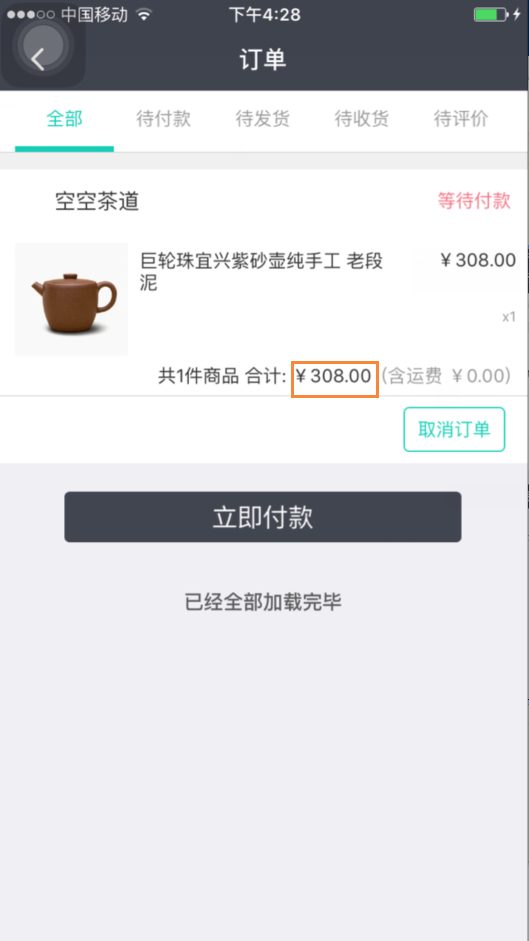 中国移动 下午4:28
订单
全部 待付款 待发货 待收货 待评价
空空茶道 等待付款
巨轮珠宜兴紫砂壶纯手工 老段 ￥308.00
泥
x1
共1件商品 合计: ￥308.00 (含运费 ￥0.00)
取消订单
立即付款
已经全部加载完毕